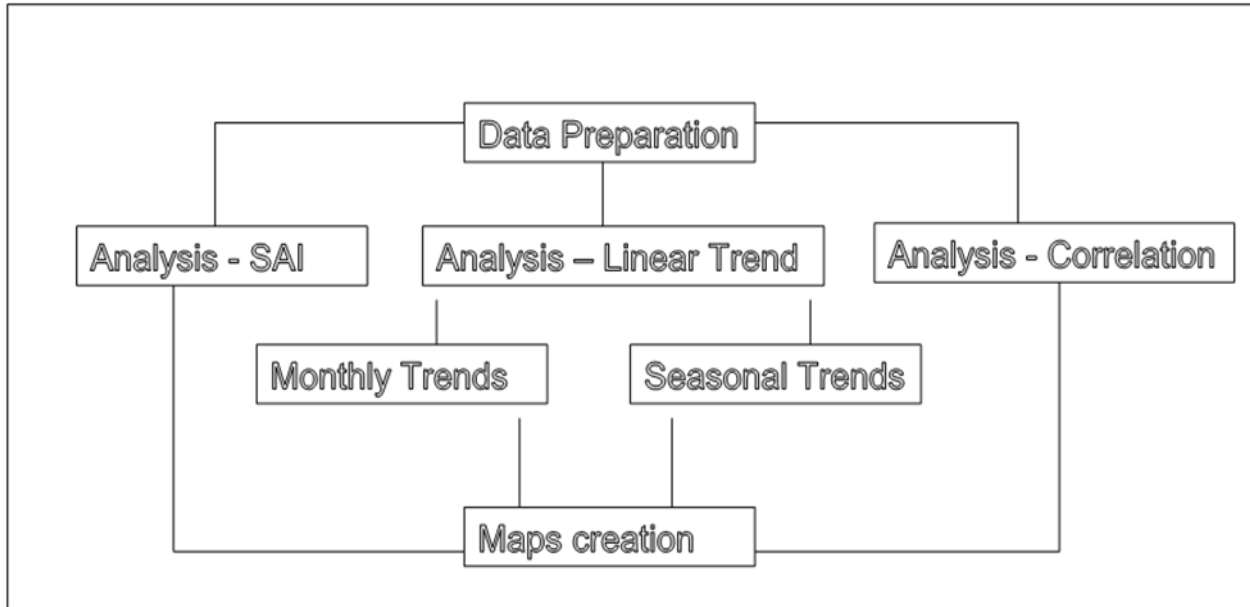 Data Preparation
Analysis - SAI
Analysis – Linear Trend
Analysis - Correlation
Monthly Trends
Seasonal Trends
Maps creation